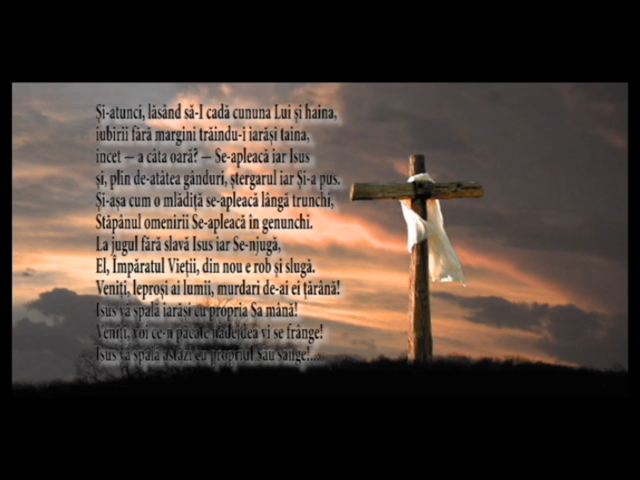 Și-atunci, lăsând să-I cadă cununa Lui și haina,
iubirii fără margini trăindu-i iarăși taina,
încet — a câta oară? — Se-apleacă iar Isus
și, plin de-atâtea gânduri, ștergarul iar Și-a pus.
Și-așa cum o mlădiță se-apleacă lângă trunchi,
Stăpânul omenirii Se-apleacă în genunchi.
La jugul fără slavă Isus iar Se-njugă,
El, Împăratul Vieții, din nou e rob și slugă.
Veniți, leproși ai lumii, murdari de-ai ei țărână!
Isus vă spală iarăși cu propria Sa mână!
Veniți, voi ce-n păcate nădejdea vi se frânge!
Isus vă spală astăzi cu propriul Său sânge!...